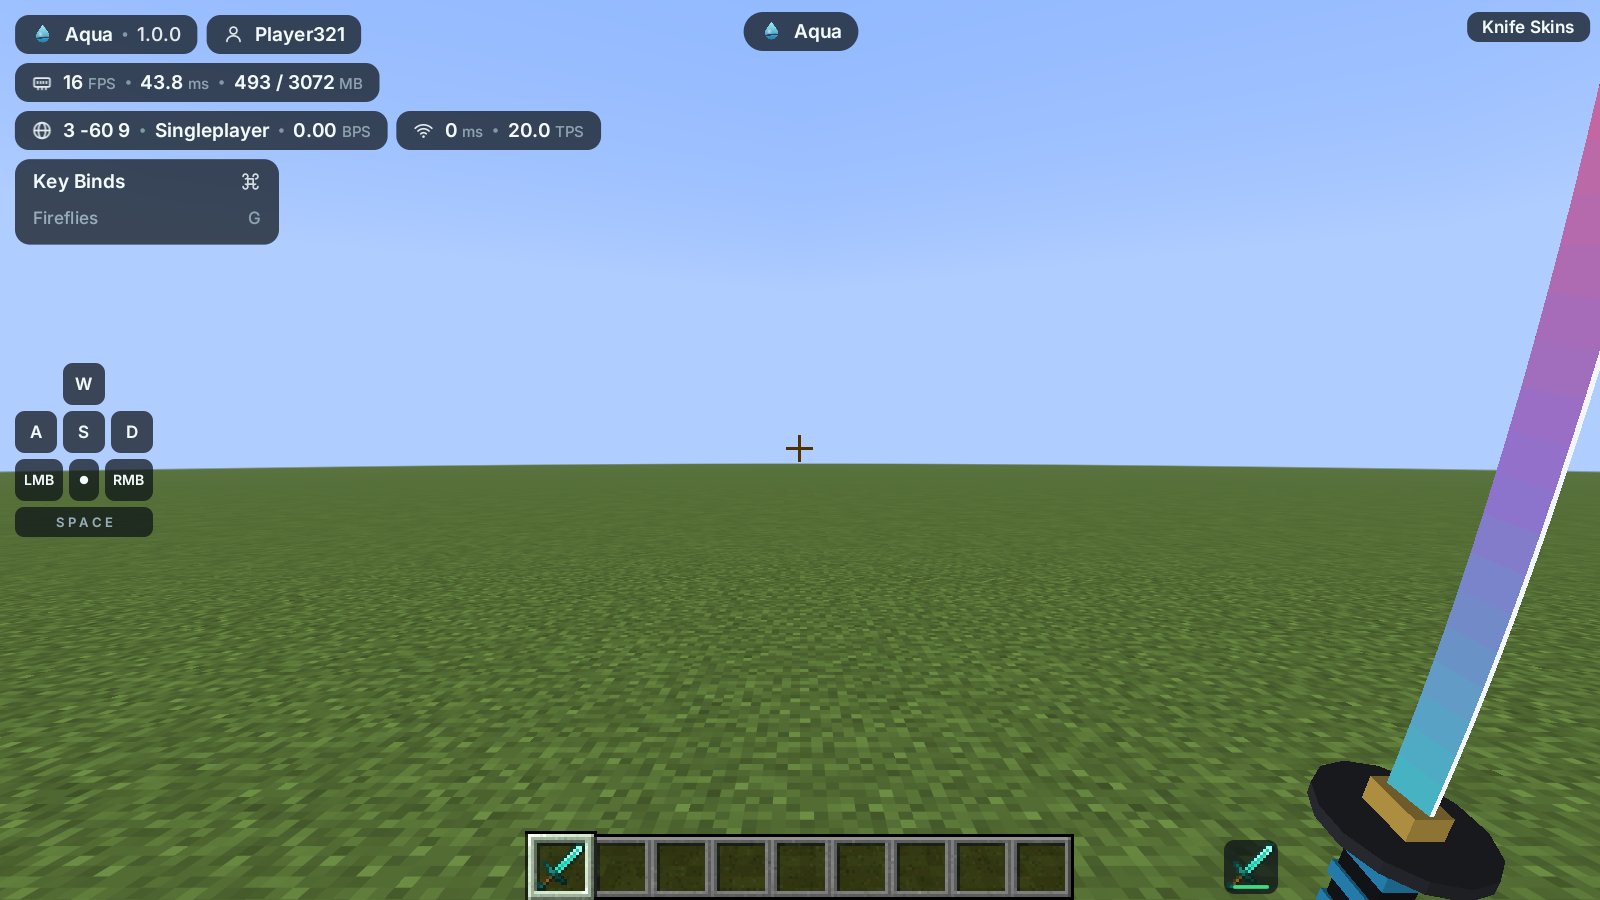 Aqua • 1.0.0
Player321
Aqua
Knife Skins
16 FPS • 43.8 ms • 493 / 3072 MB
3 -60 9 • Singleplayer • 0.00 BPS
0 ms • 20.0 TPS
Key Binds ⌘
Fireflies G
W
A S D
LMB RMB
SPACE